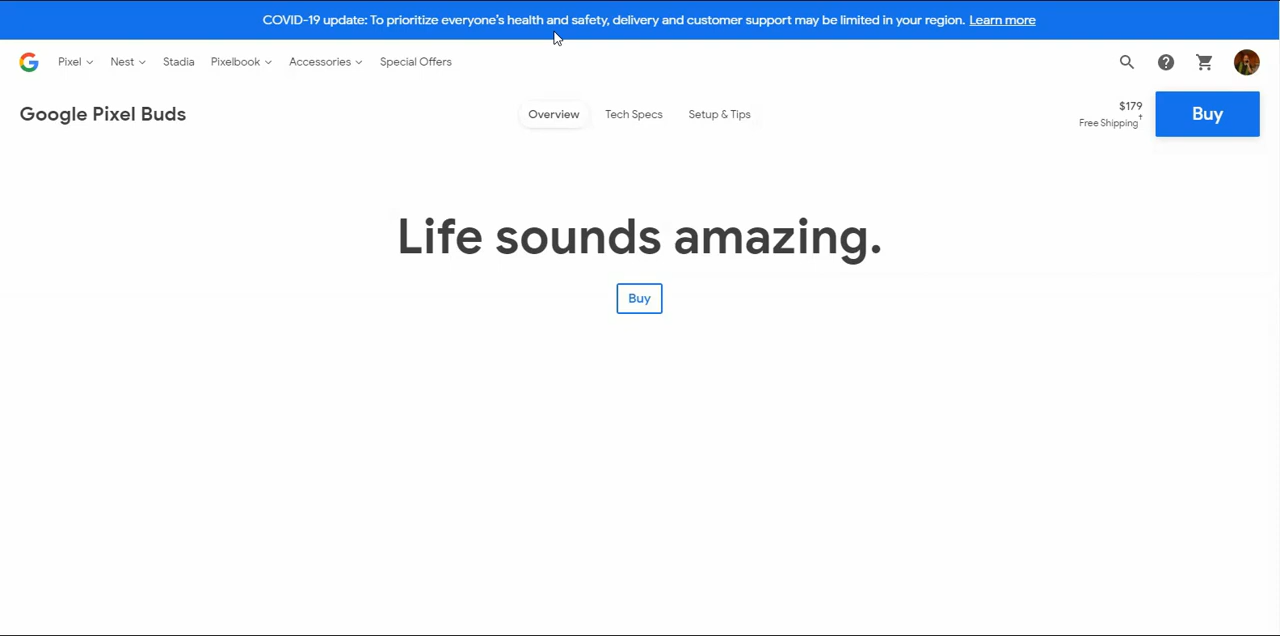 COVID-19 update: To prioritize everyone's health and safety, delivery and customer support may be limited in your region. Learn more
Pixel Nest Stadia Pixelbook Accessories Special Offers
Google Pixel Buds
Overview Tech Specs Setup & Tips
$179
Free Shipping†
Buy
Life sounds amazing.
Buy